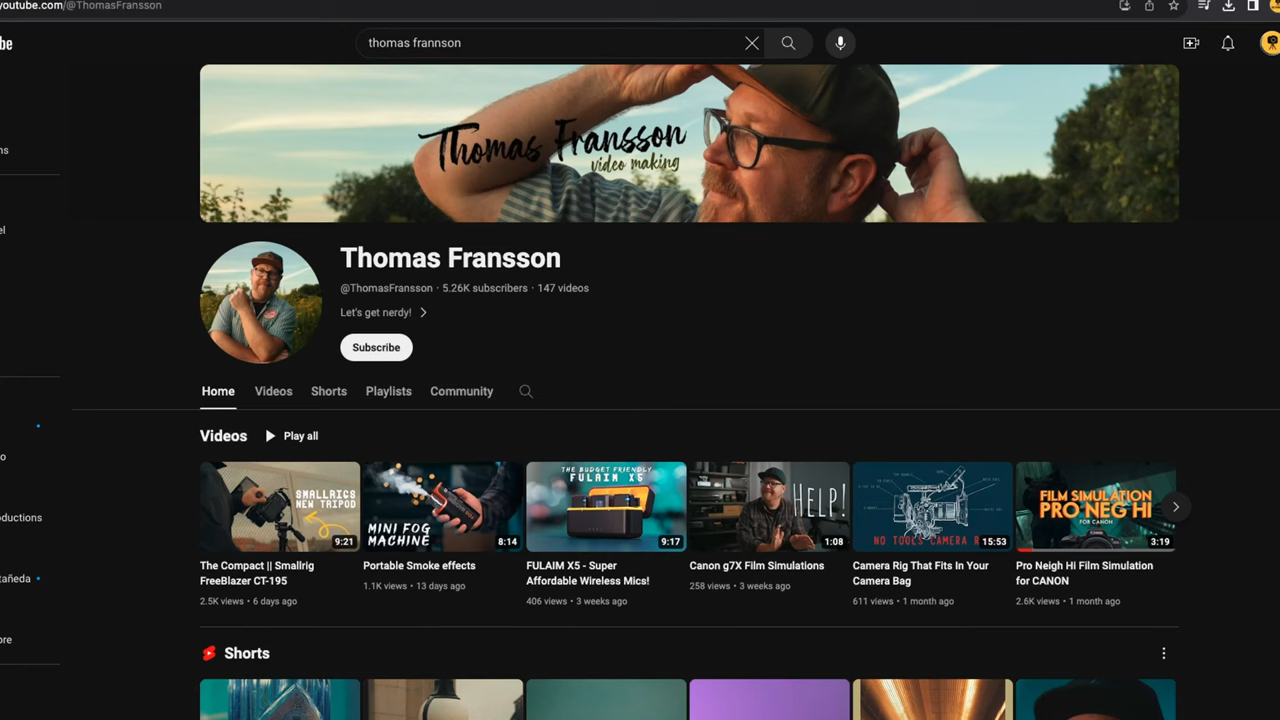 youtube.com/@ThomasFransson
be
thomas frannson
Thomas Fransson
video making
ns
el
Thomas Fransson
@ThomasFransson · 5.26K subscribers · 147 videos
Let's get nerdy!
Subscribe
Home Videos Shorts Playlists Community
Videos Play all
o
oductions
tañeda
ore
SMALLRIGS
NEW TRIPOD
9:21
MINI FOG
MACHINE
8:14
THE BUDGET FRIENDLY
FULAIM X5
9:17
HELP!
1:08
NO TOOLS CAMERA R
15:53
FILM SIMULATION
PRO NEG HI
FOR CANON
3:19
The Compact || Smallrig
FreeBlazer CT-195
2.5K views • 6 days ago
Portable Smoke effects
1.1K views • 13 days ago
FULAIM X5 - Super
Affordable Wireless Mics!
406 views • 3 weeks ago
Canon g7X Film Simulations
258 views • 3 weeks ago
Camera Rig That Fits In Your
Camera Bag
611 views • 1 month ago
Pro Neigh Hi Film Simulation
for CANON
2.6K views • 1 month ago
Shorts